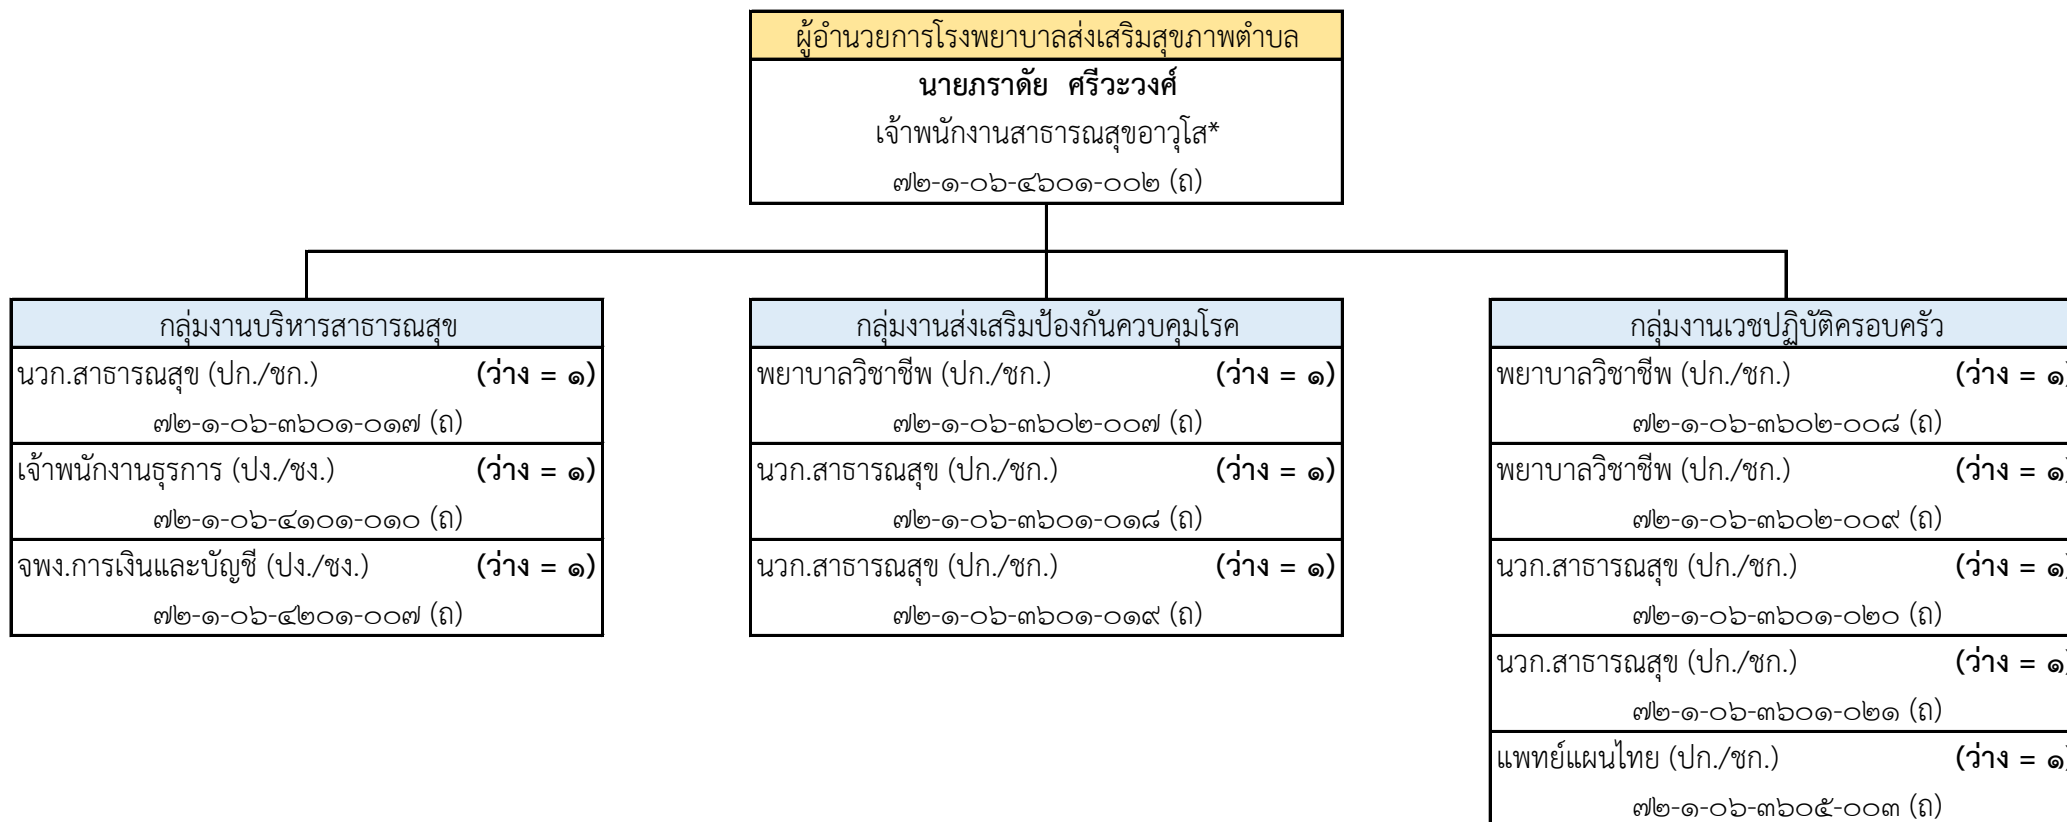 ผู้อำนวยการโรงพยาบาลส่งเสริมสุขภาพตำบล
นายภราดัย ศรีวะวงศ์
เจ้าพนักงานสาธารณสุขอาวุโส*
๗๒-๑-๐๖-๔๖๐๑-๐๐๒ (ถ)
กลุ่มงานบริหารสาธารณสุข
นวก.สาธารณสุข (ปก./ชก.) (ว่าง = ๑)
๗๒-๑-๐๖-๓๖๐๑-๐๑๗ (ถ)
เจ้าพนักงานธุรการ (ปง./ชง.) (ว่าง = ๑)
๗๒-๑-๐๖-๔๑๐๑-๐๑๐ (ถ)
จพง.การเงินและบัญชี (ปง./ชง.) (ว่าง = ๑)
๗๒-๑-๐๖-๔๒๐๑-๐๐๗ (ถ)
กลุ่มงานส่งเสริมป้องกันควบคุมโรค
พยาบาลวิชาชีพ (ปก./ชก.) (ว่าง = ๑)
๗๒-๑-๐๖-๓๖๐๒-๐๐๗ (ถ)
นวก.สาธารณสุข (ปก./ชก.) (ว่าง = ๑)
๗๒-๑-๐๖-๓๖๐๑-๐๑๘ (ถ)
นวก.สาธารณสุข (ปก./ชก.) (ว่าง = ๑)
๗๒-๑-๐๖-๓๖๐๑-๐๑๙ (ถ)
กลุ่มงานเวชปฏิบัติครอบครัว
พยาบาลวิชาชีพ (ปก./ชก.) (ว่าง = ๑)
๗๒-๑-๐๖-๓๖๐๒-๐๐๘ (ถ)
พยาบาลวิชาชีพ (ปก./ชก.) (ว่าง = ๑)
๗๒-๑-๐๖-๓๖๐๒-๐๐๙ (ถ)
นวก.สาธารณสุข (ปก./ชก.) (ว่าง = ๑)
๗๒-๑-๐๖-๓๖๐๑-๐๒๐ (ถ)
นวก.สาธารณสุข (ปก./ชก.) (ว่าง = ๑)
๗๒-๑-๐๖-๓๖๐๑-๐๒๑ (ถ)
แพทย์แผนไทย (ปก./ชก.) (ว่าง = ๑)
๗๒-๑-๐๖-๓๖๐๕-๐๐๓ (ถ)